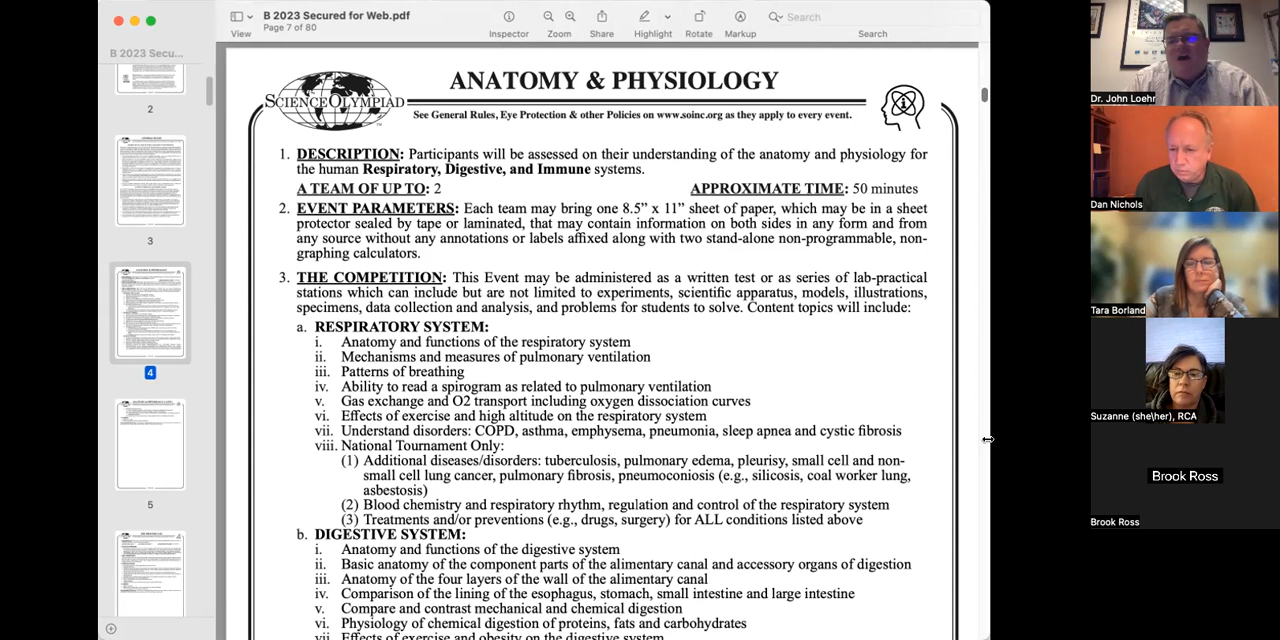 B 2023 Secured for Web.pdf
Page 7 of 80
View
Inspector
Zoom
Share
Highlight
Rotate
Markup
Search
Search
B 2023 Secu...
2
3
4
5
SCIENCE OLYMPIAD
ANATOMY & PHYSIOLOGY
See General Rules, Eye Protection & other Policies on www.soinc.org as they apply to every event.
1. DESCRIPTION: Participants will be assessed on their understanding of the anatomy and physiology for
the human Respiratory, Digestive, and Immune systems.
A TEAM OF UP TO: 2 APPROXIMATE TIME: 50 minutes
2. EVENT PARAMETERS: Each team may bring one 8.5” x 11” sheet of paper, which may be in a sheet
protector sealed by tape or laminated, that may contain information on both sides in any form and from
any source without any annotations or labels affixed along with two stand-alone non-programmable, non-
graphing calculators.
3. THE COMPETITION: This Event may be administered as a written test or as series of lab-practical
stations which can include but are not limited to experiments, scientific apparatus, models, illustrations,
specimens, data collection and analysis, and problems for students to solve. Content topics will include:
a. RESPIRATORY SYSTEM:
i. Anatomy and functions of the respiratory system
ii. Mechanisms and measures of pulmonary ventilation
iii. Patterns of breathing
iv. Ability to read a spirogram as related to pulmonary ventilation
v. Gas exchange and O2 transport including oxygen dissociation curves
vi. Effects of exercise and high altitude on the respiratory system
vii. Understand disorders: COPD, asthma, emphysema, pneumonia, sleep apnea and cystic fibrosis
viii. National Tournament Only:
(1) Additional diseases/disorders: tuberculosis, pulmonary edema, pleurisy, small cell and non-
small cell lung cancer, pulmonary fibrosis, pneumoconiosis (e.g., silicosis, coal worker lung,
asbestosis)
(2) Blood chemistry and respiratory rhythm, regulation and control of the respiratory system
(3) Treatments and/or preventions (e.g., drugs, surgery) for ALL conditions listed above
b. DIGESTIVE SYSTEM:
i. Anatomy and functions of the digestive system
ii. Basic anatomy of the component parts of the alimentary canal and accessory organs of digestion
iii. Anatomy of the four layers of the wall of the alimentary canal
iv. Comparison of the lining of the esophagus, stomach, small intestine and large intestine
v. Compare and contrast mechanical and chemical digestion
vi. Physiology of chemical digestion of proteins, fats and carbohydrates
vii. Effects of exercise and obesity on the digestive system
Dr. John Loehr
Dan Nichols
Tara Borland
Suzanne (she\her), RCA
Brook Ross
Brook Ross